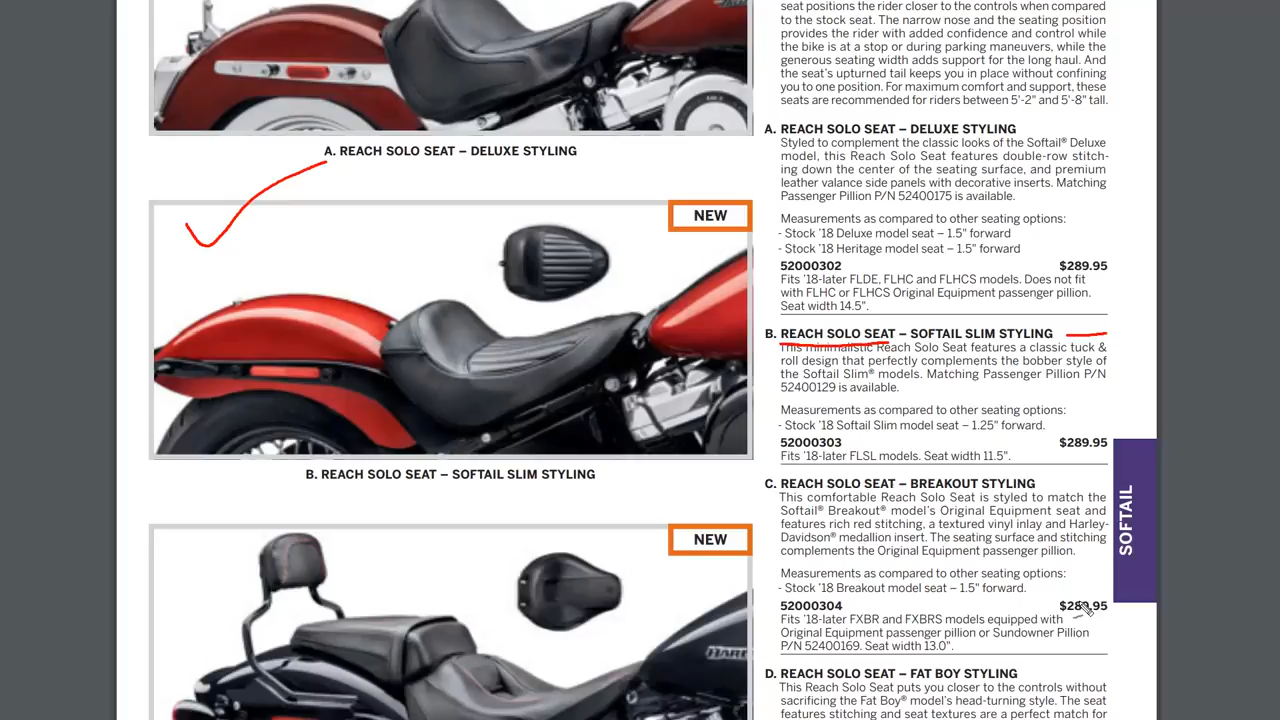 A. REACH SOLO SEAT – DELUXE STYLING
NEW
B. REACH SOLO SEAT – SOFTAIL SLIM STYLING
NEW
seat positions the rider closer to the controls when compared
to the stock seat. The narrow nose and the seating position
provides the rider with added confidence and control while
the bike is at a stop or during parking maneuvers, while the
generous seating width adds support for the long haul. And
the seat's upturned tail keeps you in place without confining
you to one position. For maximum comfort and support, these
seats are recommended for riders between 5'-2" and 5'-8" tall.
A. REACH SOLO SEAT – DELUXE STYLING
Styled to complement the classic looks of the Softail® Deluxe
model, this Reach Solo Seat features double-row stitch-
ing down the center of the seating surface, and premium
leather valance side panels with decorative inserts. Matching
Passenger Pillion P/N 52400175 is available.
Measurements as compared to other seating options:
- Stock '18 Deluxe model seat – 1.5" forward
- Stock '18 Heritage model seat – 1.5" forward
52000302 $289.95
Fits '18-later FLDE, FLHC and FLHCS models. Does not fit
with FLHC or FLHCS Original Equipment passenger pillion.
Seat width 14.5".
B. REACH SOLO SEAT – SOFTAIL SLIM STYLING
This minimalistic Reach Solo Seat features a classic tuck &
roll design that perfectly complements the bobber style of
the Softail Slim® models. Matching Passenger Pillion P/N
52400129 is available.
Measurements as compared to other seating options:
- Stock '18 Softail Slim model seat – 1.25" forward.
52000303 $289.95
Fits '18-later FLSL models. Seat width 11.5".
C. REACH SOLO SEAT – BREAKOUT STYLING
This comfortable Reach Solo Seat is styled to match the
Softail® Breakout® model's Original Equipment seat and
features rich red stitching, a textured vinyl inlay and Harley-
Davidson® medallion insert. The seating surface and stitching
complements the Original Equipment passenger pillion.
Measurements as compared to other seating options:
- Stock '18 Breakout model seat – 1.5" forward.
52000304 $289.95
Fits '18-later FXBR and FXBRS models equipped with
Original Equipment passenger pillion or Sundowner Pillion
P/N 52400169. Seat width 13.0".
D. REACH SOLO SEAT – FAT BOY STYLING
This Reach Solo Seat puts you closer to the controls without
sacrificing the Fat Boy® model's head-turning style. The seat
features stitching and seat textures are a perfect match for
SOFTAIL